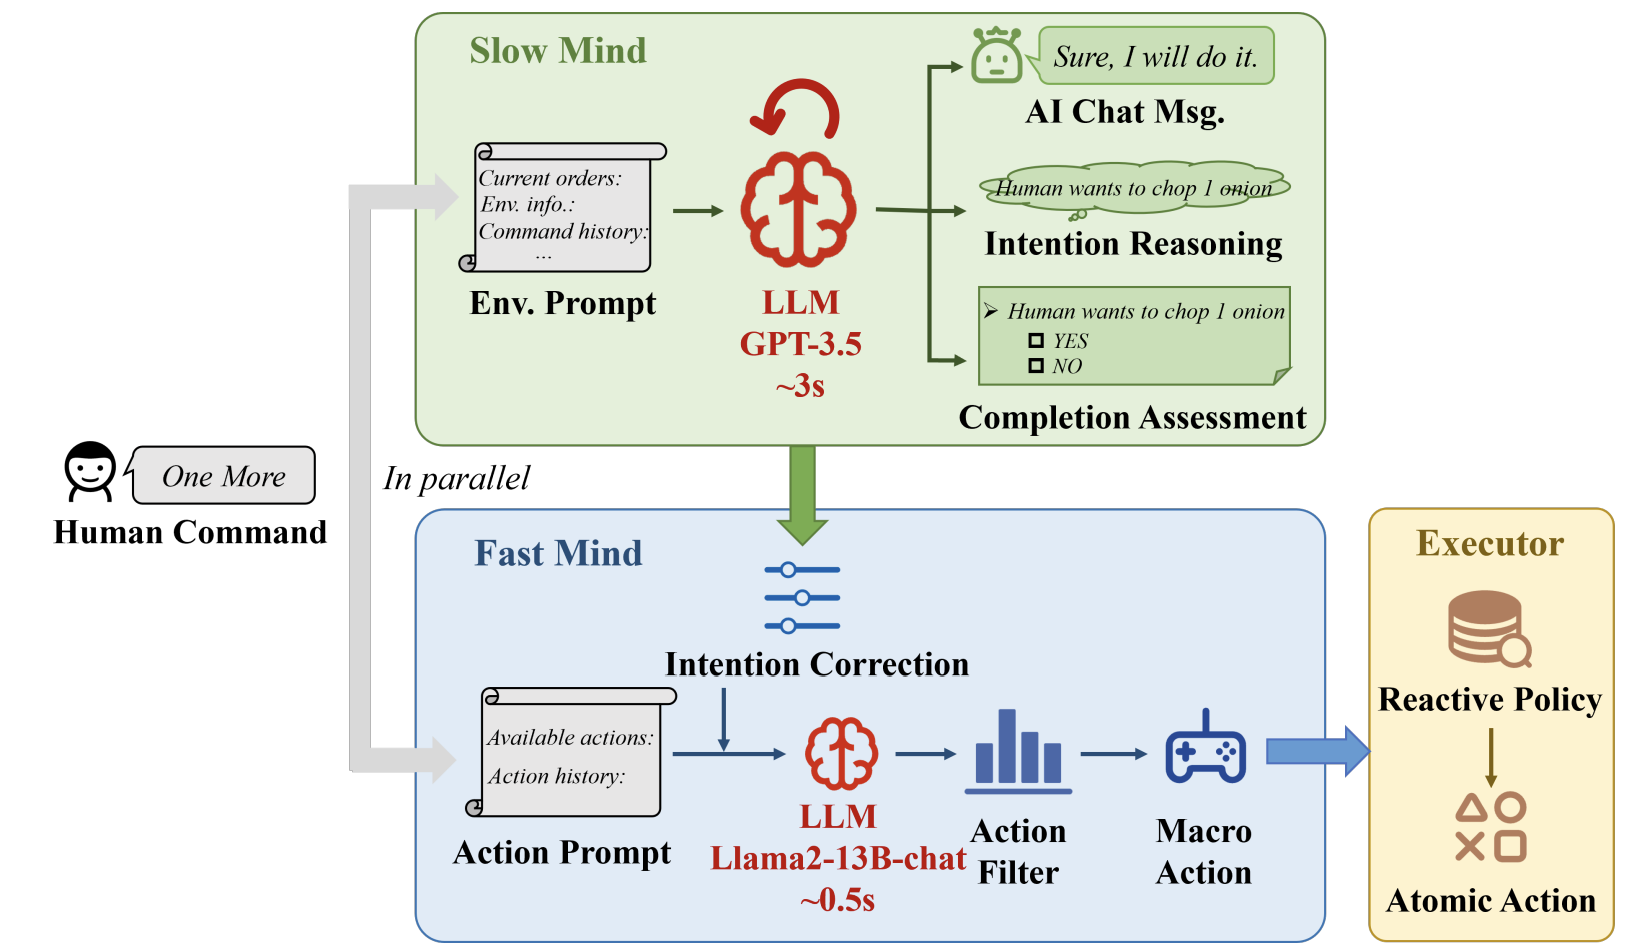 Slow Mind
Sure, I will do it.
AI Chat Msg.
Current orders:
Env. info.:
Command history:
...
Env. Prompt
LLM
GPT-3.5
~3s
Human wants to chop 1 onion
Intention Reasoning
➢ Human wants to chop 1 onion
YES
NO
Completion Assessment
One More
Human Command
In parallel
Fast Mind
Intention Correction
Available actions:
Action history:
Action Prompt
LLM
Llama2-13B-chat
~0.5s
Action
Filter
Macro
Action
Executor
Reactive Policy
Atomic Action